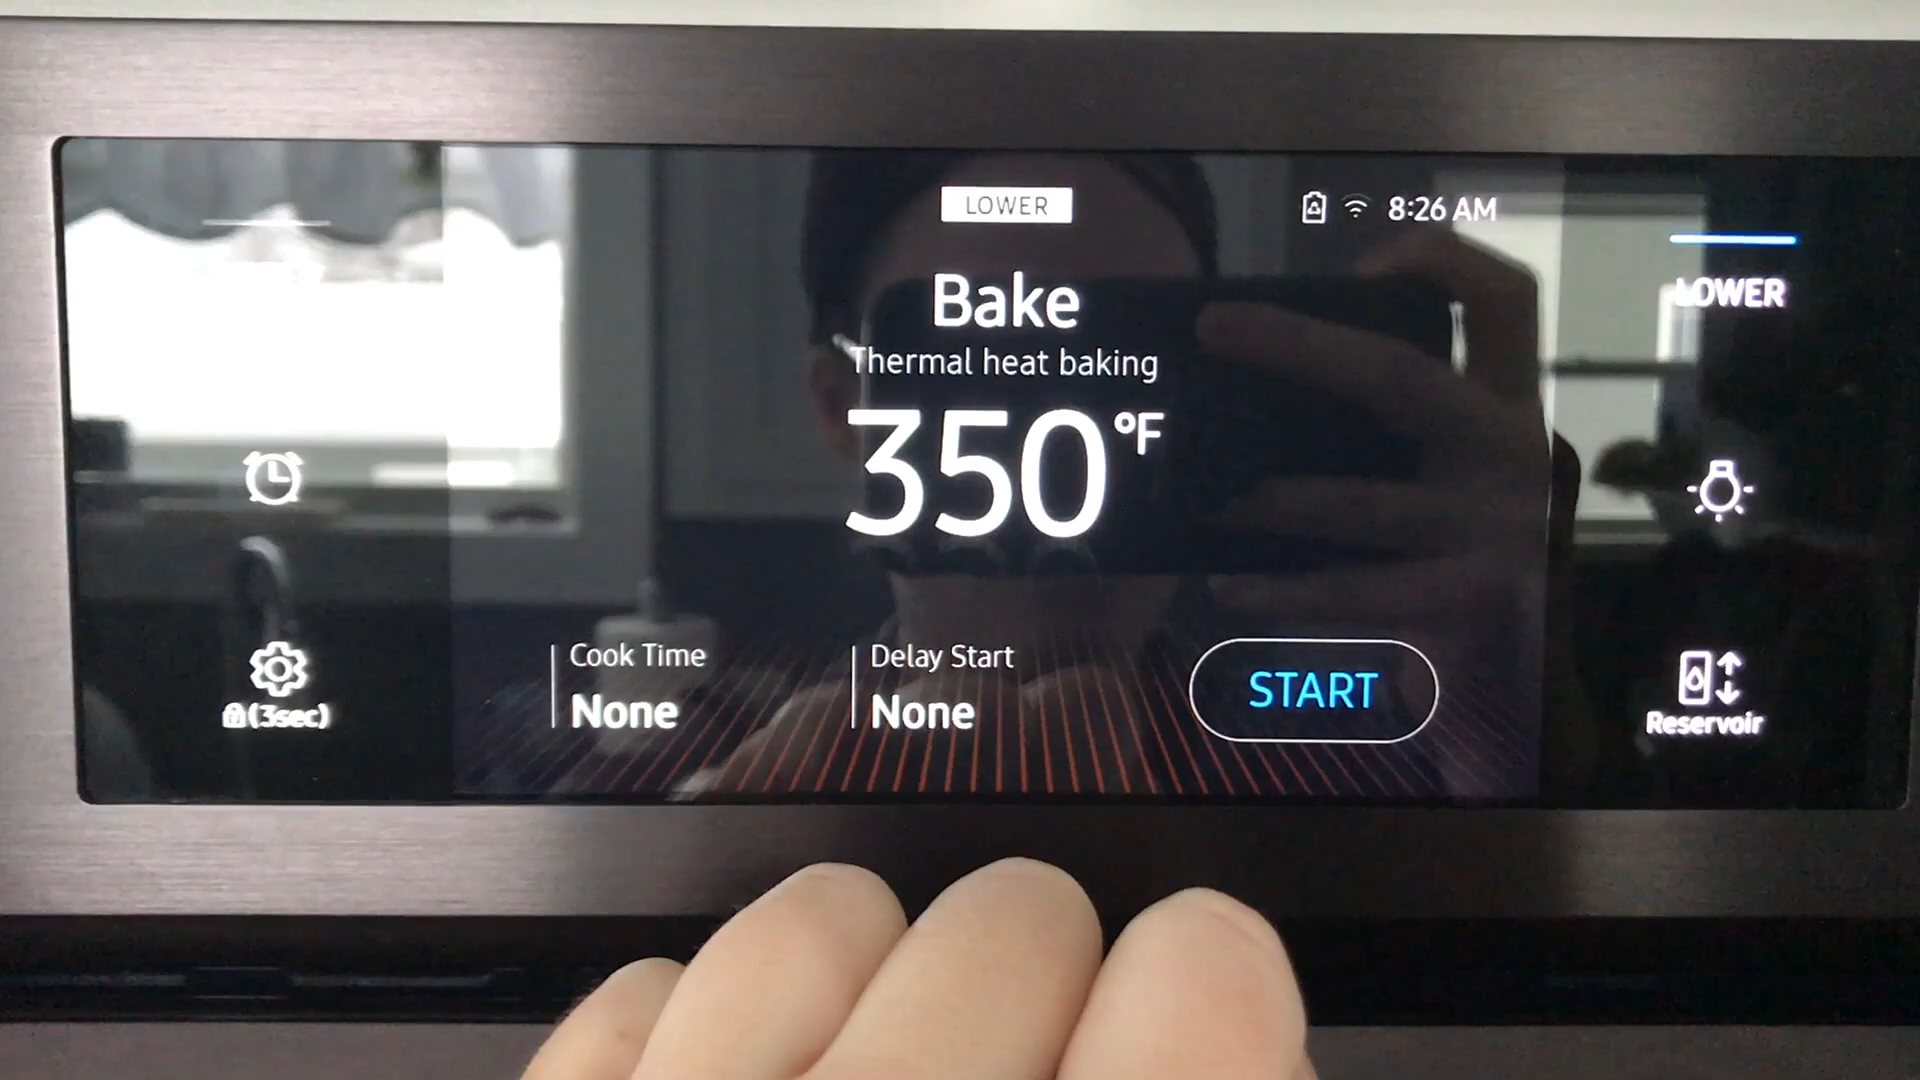 LOWER
8:26 AM
LOWER
Bake
Thermal heat baking
350°F
Cook Time
None
Delay Start
None
START
(3sec)
Reservoir